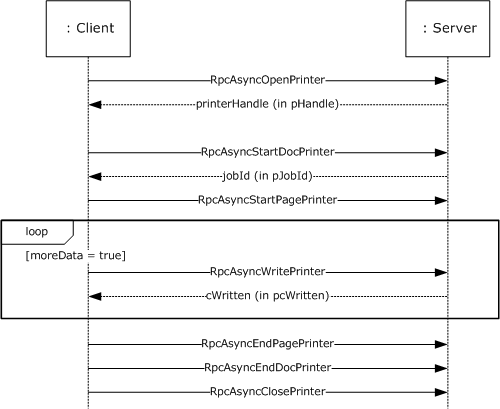 : Client
: Server
RpcAsyncOpenPrinter
printerHandle (in pHandle)
RpcAsyncStartDocPrinter
jobId (in pJobId)
RpcAsyncStartPagePrinter
loop
[moreData = true]
RpcAsyncWritePrinter
cWritten (in pcWritten)
RpcAsyncEndPagePrinter
RpcAsyncEndDocPrinter
RpcAsyncClosePrinter